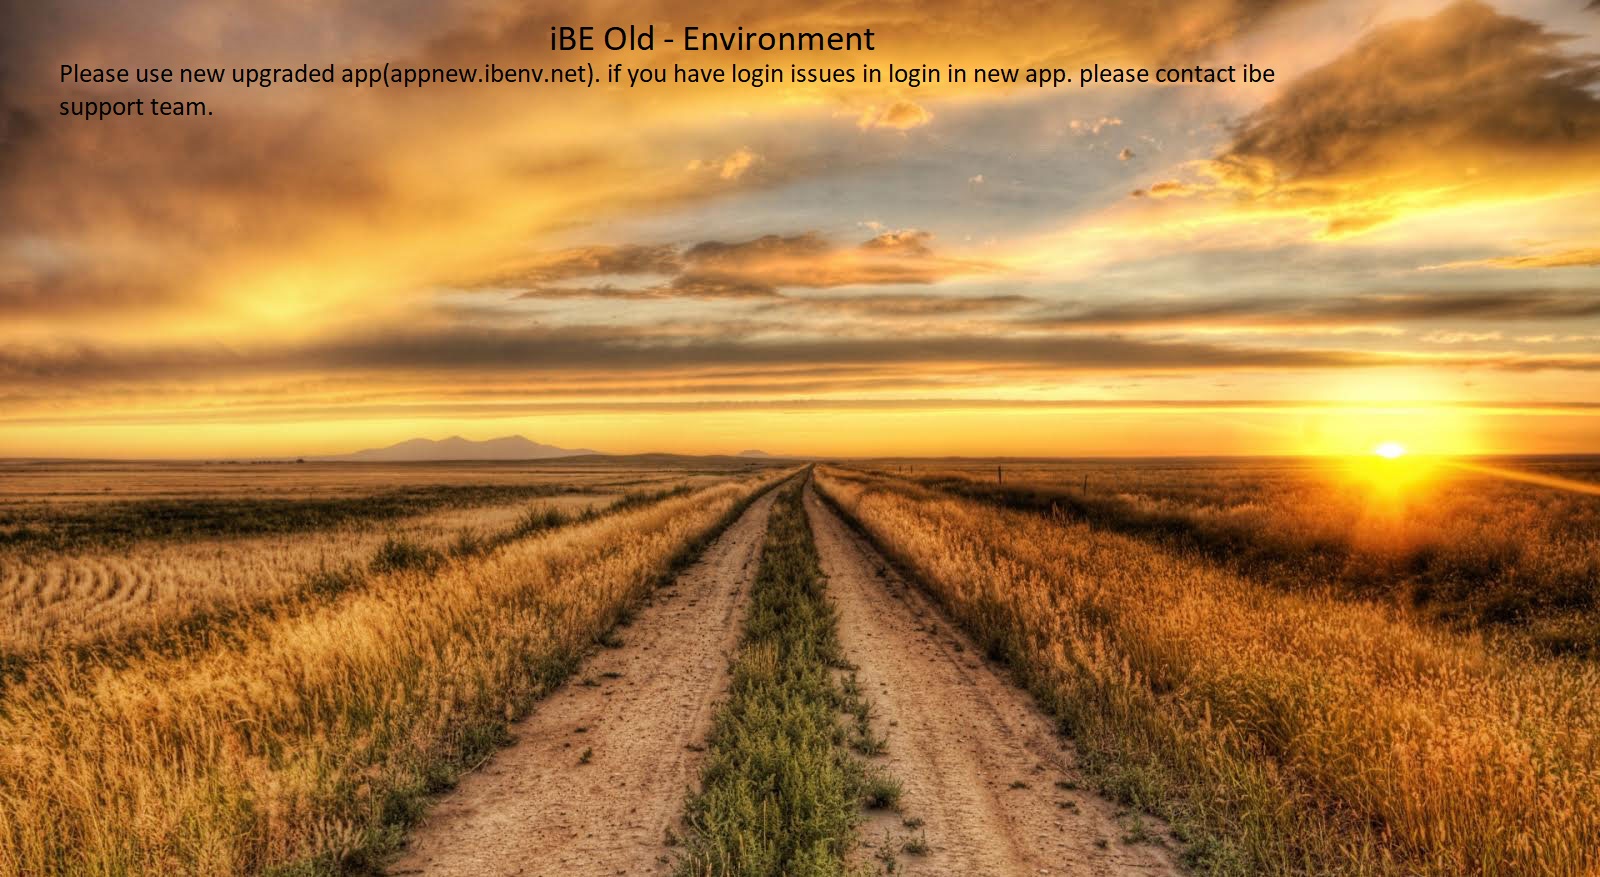 iBE Old - Environment
Please use new upgraded app(appnew.ibenv.net). if you have login issues in login in new app. please contact ibe
support team.